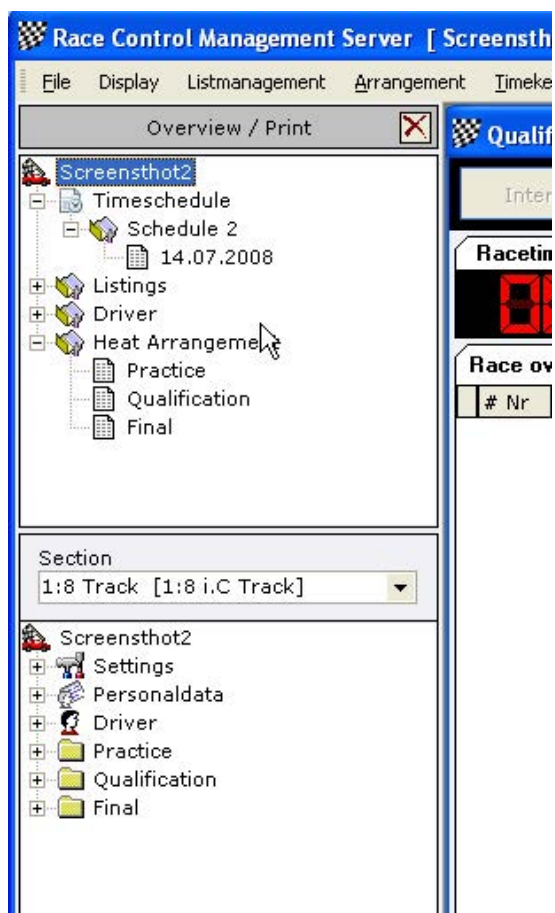 Race Control Management Server [ Screensth
File Display Listmanagement Arrangement Timeke
Overview / Print
Qualif
Screensthot2
Timeschedule
Schedule 2
14.07.2008
Listings
Driver
Heat Arrangeme
Practice
Qualification
Final
Inter
Racetim
Race ov
# Nr
Section
1:8 Track [1:8 i.C Track]
Screensthot2
Settings
Personaldata
Driver
Practice
Qualification
Final